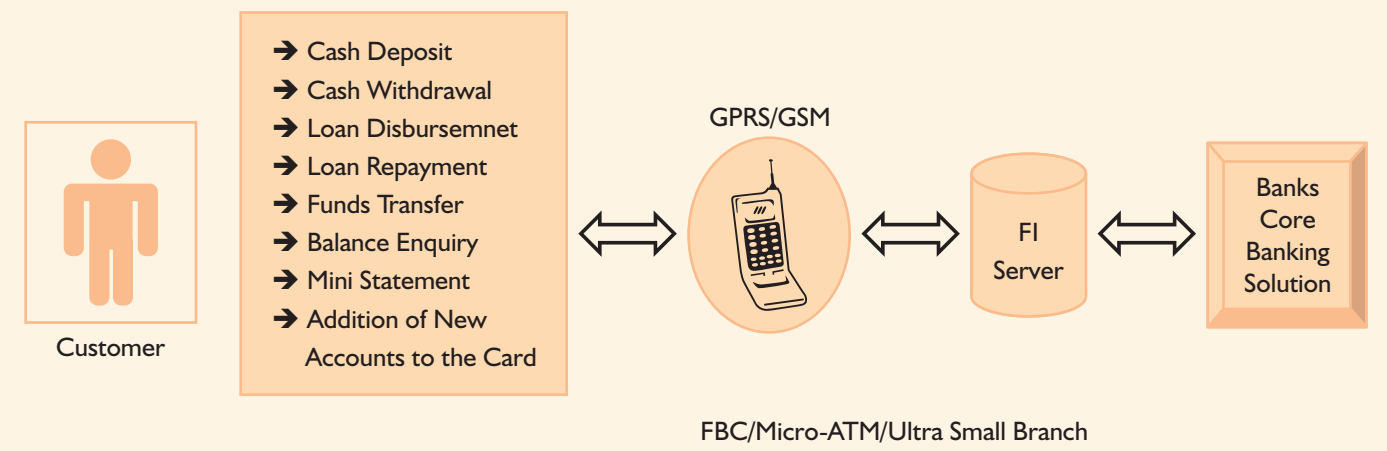 ➔ Cash Deposit
➔ Cash Withdrawal
➔ Loan Disbursemnet
➔ Loan Repayment
➔ Funds Transfer
➔ Balance Enquiry
➔ Mini Statement
➔ Addition of New
Accounts to the Card
Customer
GPRS/GSM
FI
Server
Banks
Core
Banking
Solution
FBC/Micro-ATM/Ultra Small Branch